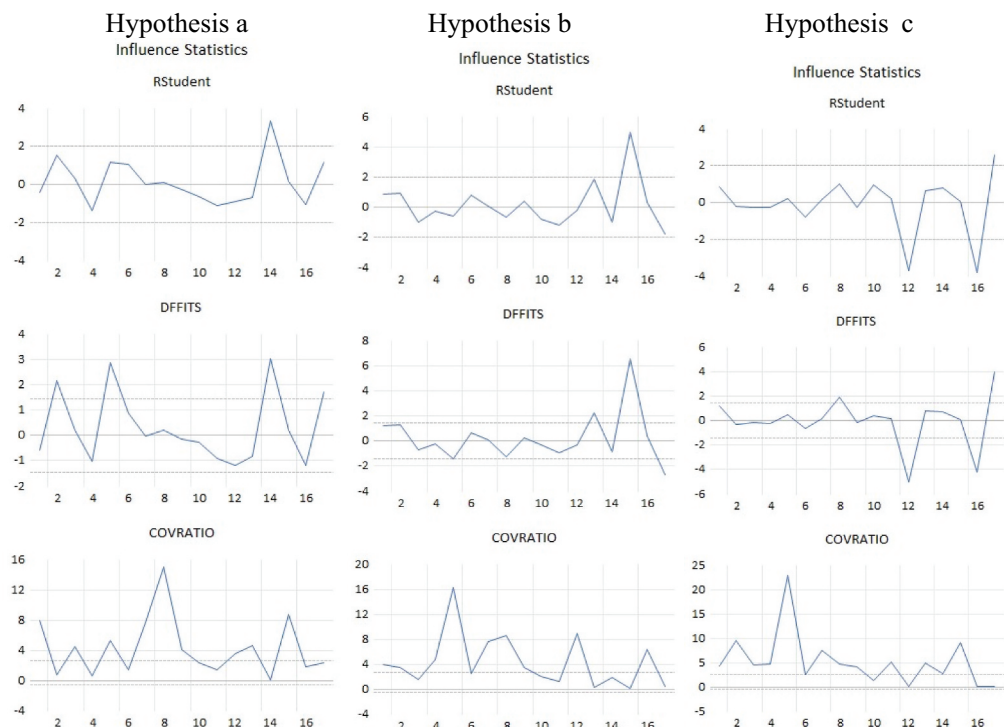 Hypothesis a
Influence Statistics
RStudent
4
2
0
-2
-4
2 4 6 8 10 12 14 16
DFFITS
4
3
2
1
0
-1
-2
2 4 6 8 10 12 14 16
COVRATIO
16
12
8
4
0
-4
2 4 6 8 10 12 14 16
Hypothesis b
Influence Statistics
RStudent
6
4
2
0
-2
-4
2 4 6 8 10 12 14 16
DFFITS
8
6
4
2
0
-2
-4
2 4 6 8 10 12 14 16
COVRATIO
20
16
12
8
4
0
-4
2 4 6 8 10 12 14 16
Hypothesis c
Influence Statistics
RStudent
4
2
0
-2
-4
2 4 6 8 10 12 14 16
DFFITS
6
4
2
0
-2
-4
-6
2 4 6 8 10 12 14 16
COVRATIO
25
20
15
10
5
0
-5
2 4 6 8 10 12 14 16